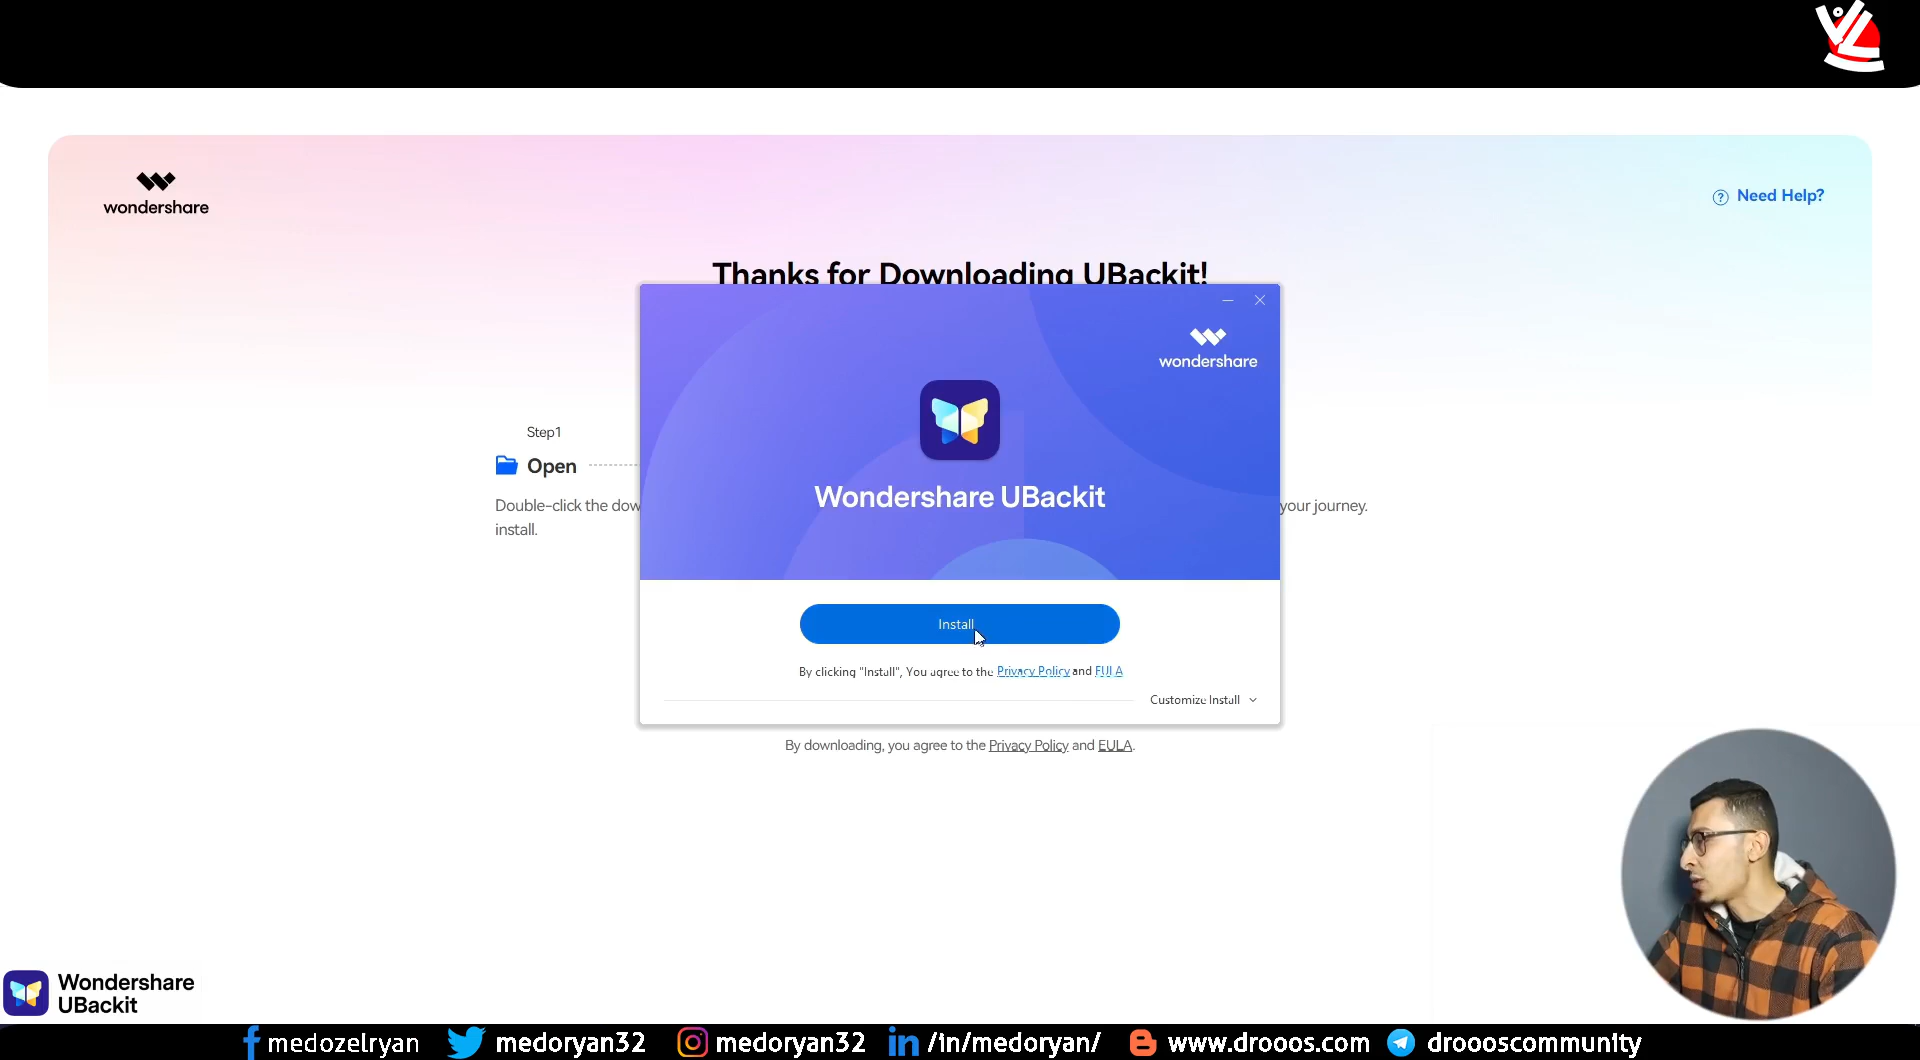 wondershare
Need Help?
Thanks for Downloading UBackit!
wondershare
Wondershare UBackit
Step1
Open
Double-click the dow
your journey.
install.
Install
By clicking "Install", You agree to the Privacy Policy and EULA
Customize Install
By downloading, you agree to the Privacy Policy and EULA.
Wondershare
UBackit
medozelryan medoryan32 medoryan32 /in/medoryan/ www.drooos.com droooscommunity